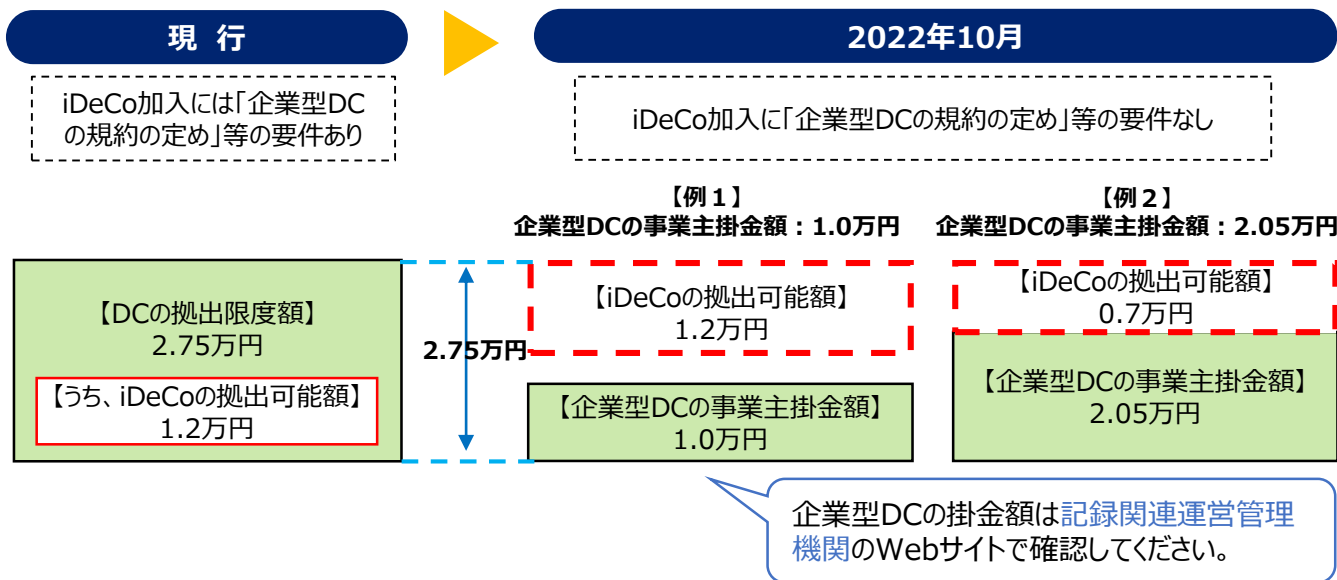 現 行
2022年10月
iDeCo加入には「企業型DC
の規約の定め」等の要件あり
iDeCo加入に「企業型DCの規約の定め」等の要件なし
【例１】
企業型DCの事業主掛金額：1.0万円
【例２】
企業型DCの事業主掛金額：2.05万円
【DCの拠出限度額】
2.75万円
【うち、iDeCoの拠出可能額】
1.2万円
2.75万円
【iDeCoの拠出可能額】
1.2万円
【企業型DCの事業主掛金額】
1.0万円
【iDeCoの拠出可能額】
0.7万円
【企業型DCの事業主掛金額】
2.05万円
企業型DCの掛金額は記録関連運営管理
機関のWebサイトで確認してください。